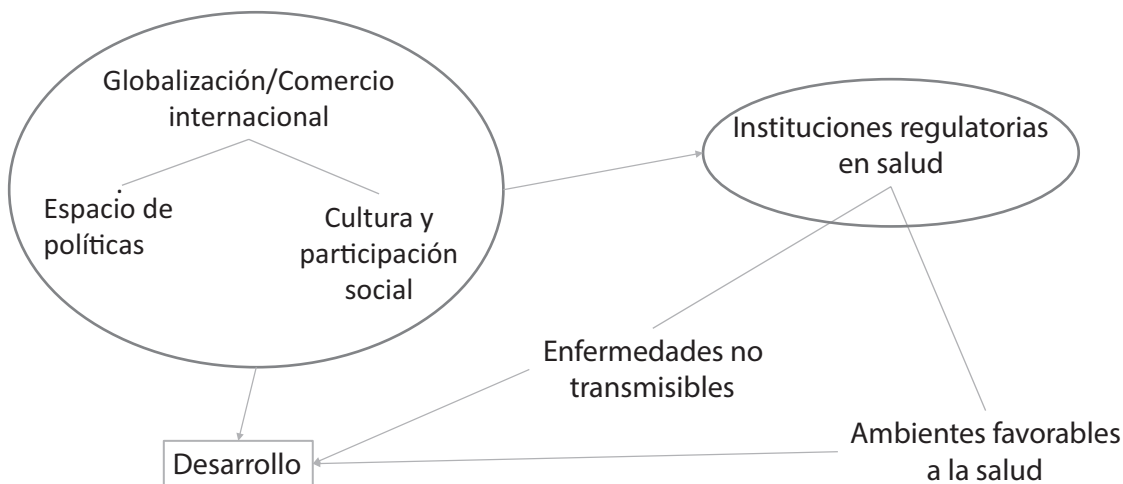 Globalización/Comercio
internacional
Espacio de
políticas
Cultura y
participación
social
Instituciones regulatorias
en salud
Enfermedades no
transmisibles
Ambientes favorables
a la salud
Desarrollo